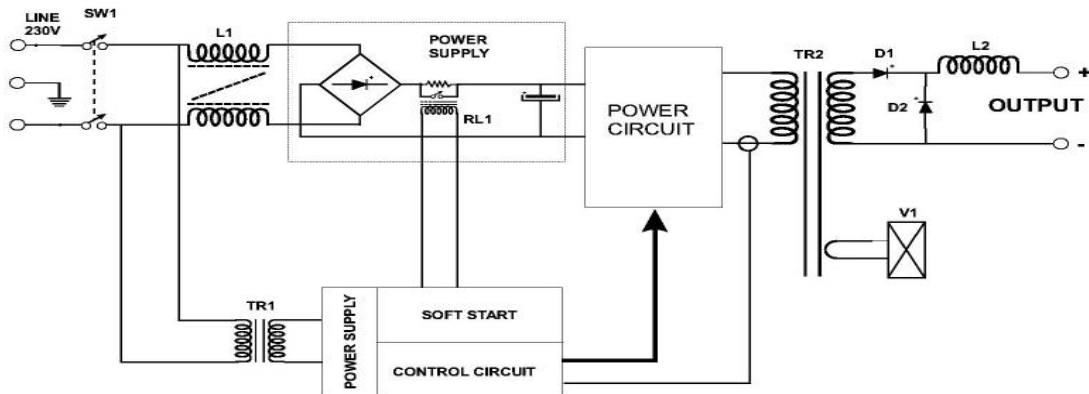 LINE
230V
SW1
L1
POWER
SUPPLY
RL1
POWER
CIRCUIT
TR2
D1
L2
+
D2
OUTPUT
-
V1
TR1
POWER SUPPLY
SOFT START
CONTROL CIRCUIT